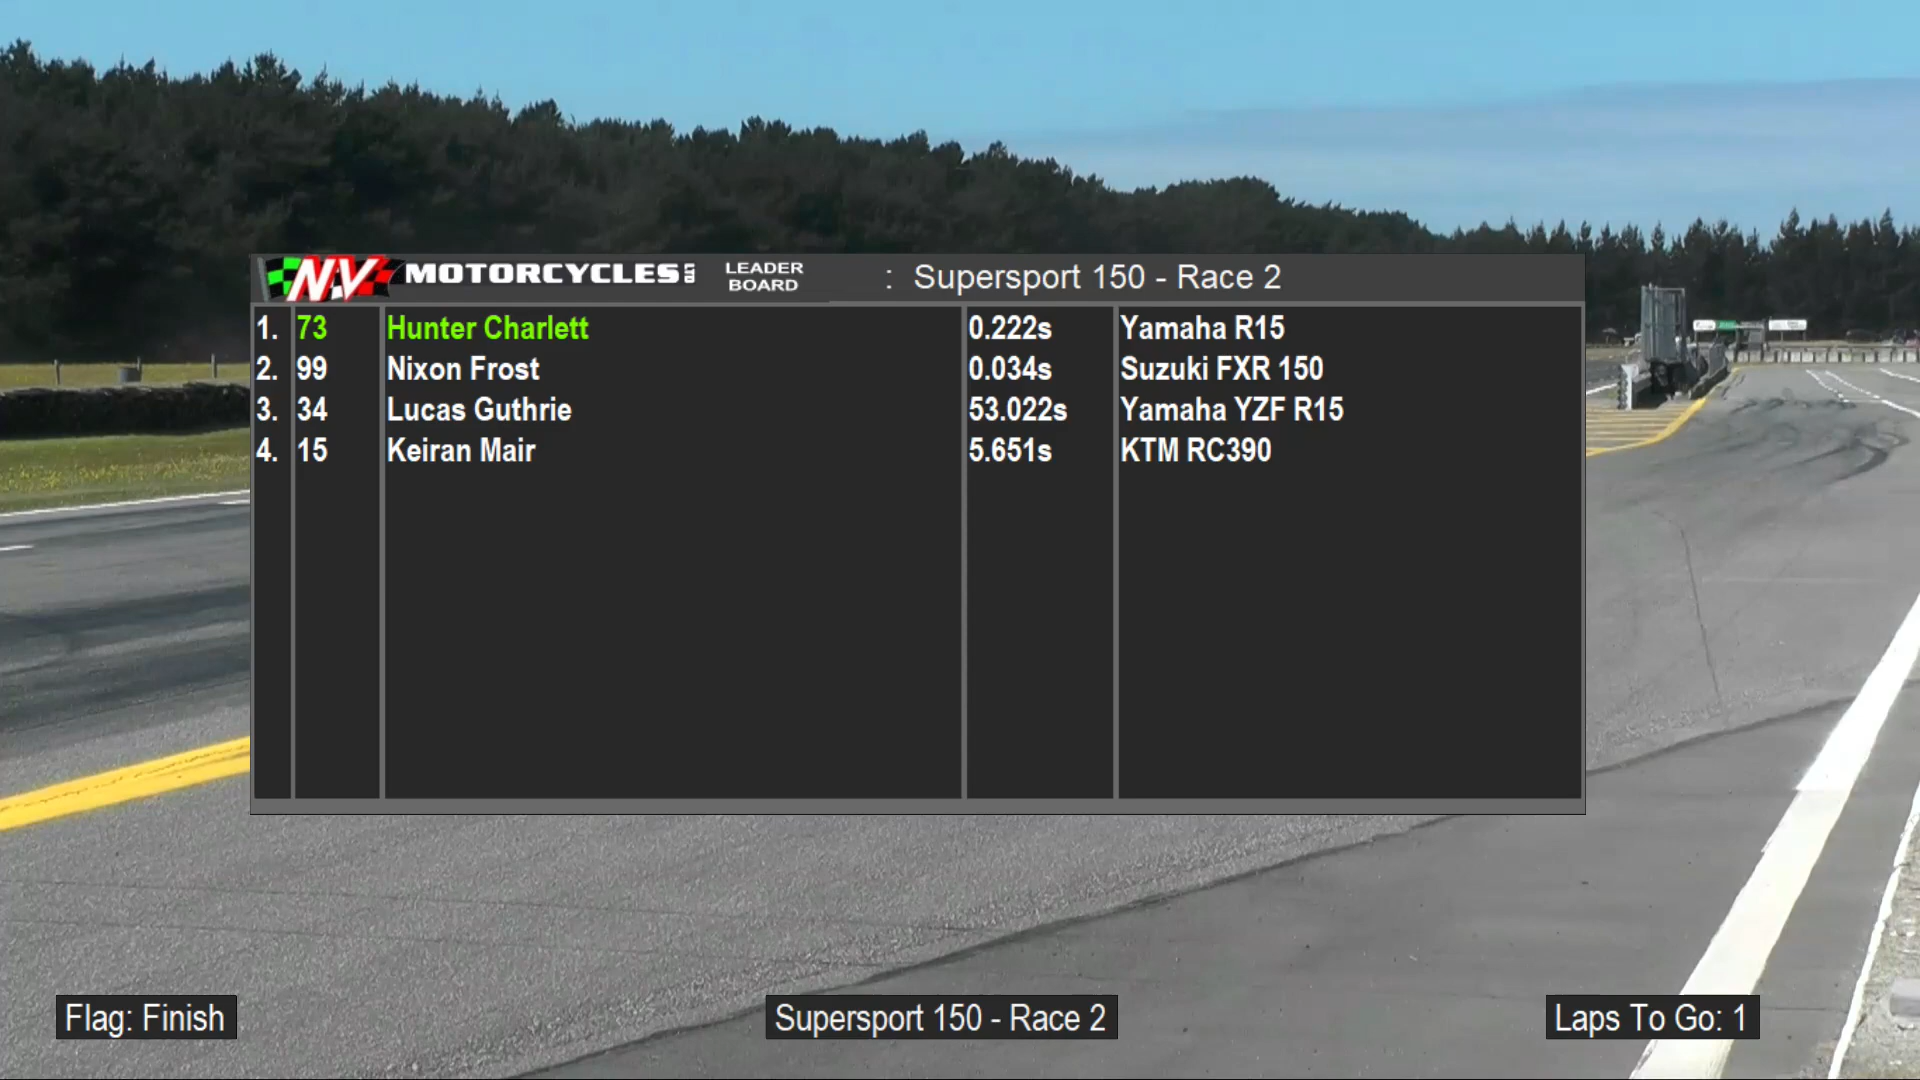 NV MOTORCYCLES LTD LEADER BOARD : Supersport 150 - Race 2
1. 73 Hunter Charlett 0.222s Yamaha R15
2. 99 Nixon Frost 0.034s Suzuki FXR 150
3. 34 Lucas Guthrie 53.022s Yamaha YZF R15
4. 15 Keiran Mair 5.651s KTM RC390
Flag: Finish
Supersport 150 - Race 2
Laps To Go: 1